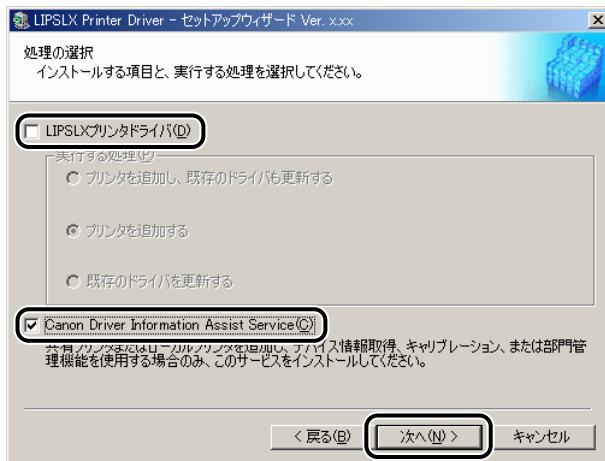 LIPSLX Printer Driver - セットアップウィザード Ver. x.xx
処理の選択
インストールする項目と、実行する処理を選択してください。
LIPSLXプリンタドライバ(D)
実行する処理(P)
プリンタを追加し、既存のドライバも更新する
プリンタを追加する
既存のドライバを更新する
Canon Driver Information Assist Service(C)
共有プリンタまたはローカルプリンタを追加し、デバイス情報取得、キャリブレーション、または部門管
理機能を使用する場合のみ、このサービスをインストールしてください。
< 戻る(B)
次へ(N) >
キャンセル